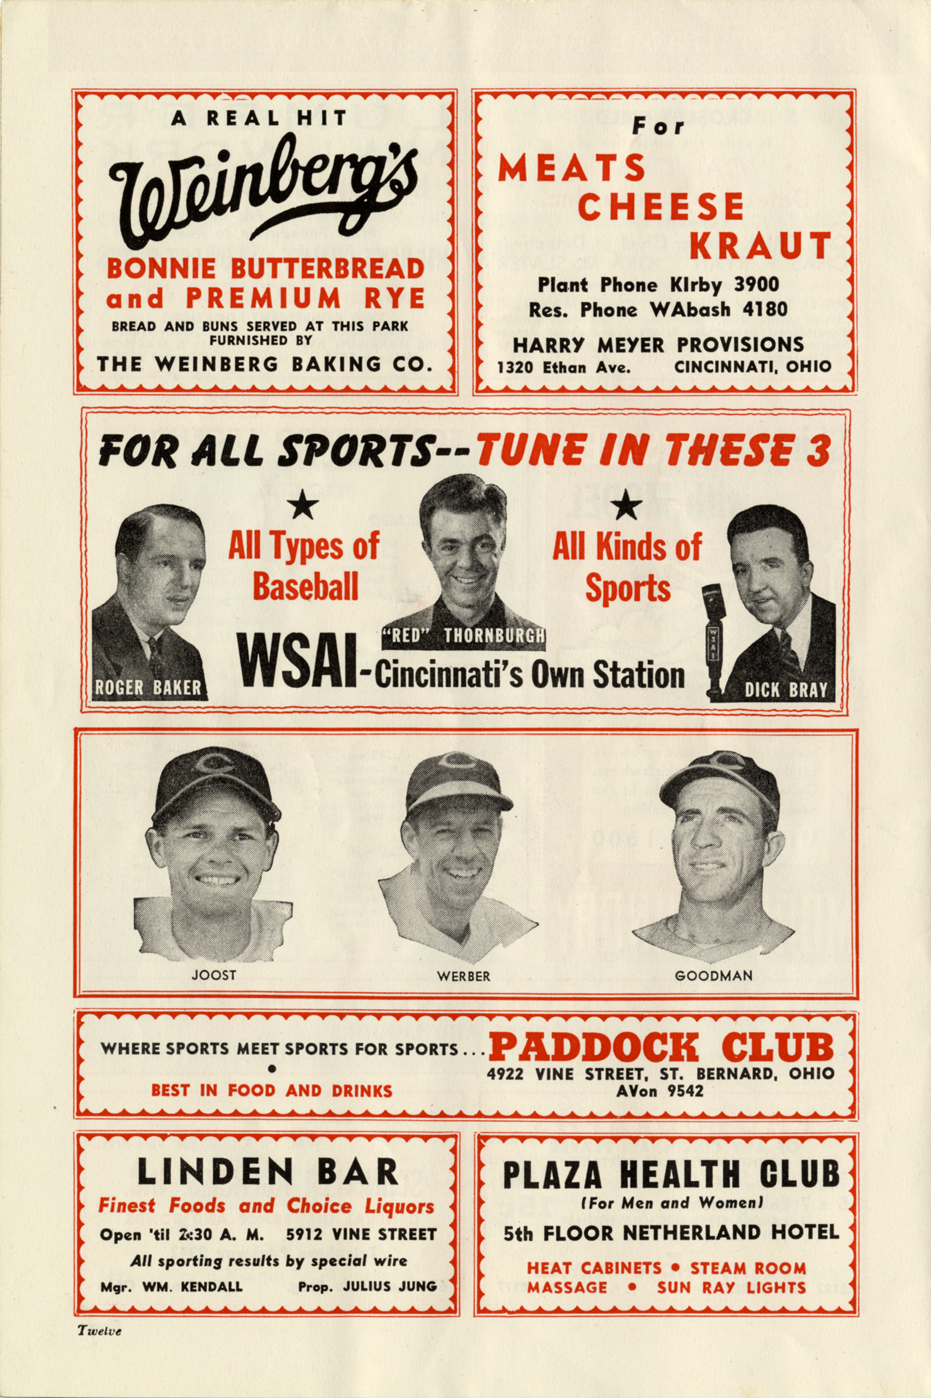 A REAL HIT
Weinberg's
BONNIE BUTTERBREAD
and PREMIUM RYE
BREAD AND BUNS SERVED AT THIS PARK
FURNISHED BY
THE WEINBERG BAKING CO.
For
MEATS
CHEESE
KRAUT
Plant Phone KIrby 3900
Res. Phone WAbash 4180
HARRY MEYER PROVISIONS
1320 Ethan Ave. CINCINNATI, OHIO
FOR ALL SPORTS--TUNE IN THESE 3
All Types of
Baseball
All Kinds of
Sports
WSAI
"RED" THORNBURGH
WSAI-Cincinnati's Own Station
ROGER BAKER
DICK BRAY
JOOST
WERBER
GOODMAN
WHERE SPORTS MEET SPORTS FOR SPORTS...PADDOCK CLUB
4922 VINE STREET, ST. BERNARD, OHIO
BEST IN FOOD AND DRINKS
AVon 9542
LINDEN BAR
Finest Foods and Choice Liquors
Open 'til 2:30 A. M. 5912 VINE STREET
All sporting results by special wire
Mgr. WM. KENDALL Prop. JULIUS JUNG
PLAZA HEALTH CLUB
(For Men and Women)
5th FLOOR NETHERLAND HOTEL
HEAT CABINETS • STEAM ROOM
MASSAGE • SUN RAY LIGHTS
Twelve